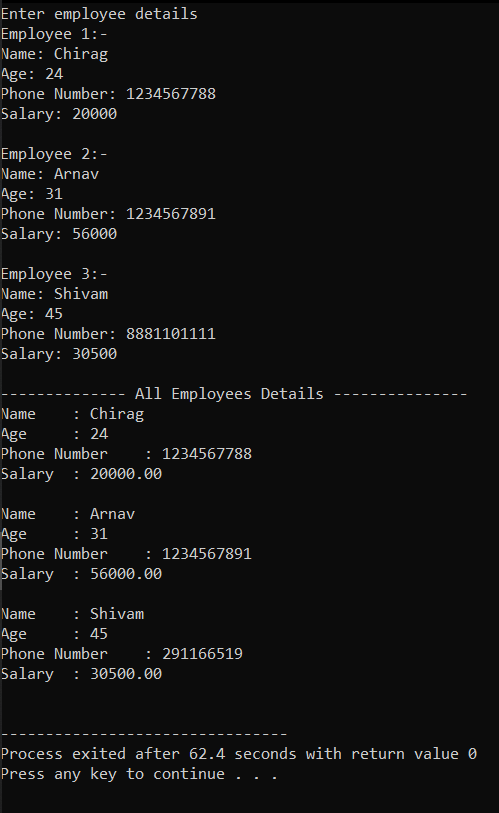 Enter employee details
Employee 1:-
Name: Chirag
Age: 24
Phone Number: 1234567788
Salary: 20000

Employee 2:-
Name: Arnav
Age: 31
Phone Number: 1234567891
Salary: 56000

Employee 3:-
Name: Shivam
Age: 45
Phone Number: 8881101111
Salary: 30500

-------------- All Employees Details ---------------
Name    : Chirag
Age     : 24
Phone Number    : 1234567788
Salary  : 20000.00

Name    : Arnav
Age     : 31
Phone Number    : 1234567891
Salary  : 56000.00

Name    : Shivam
Age     : 45
Phone Number    : 291166519
Salary  : 30500.00


--------------------------------
Process exited after 62.4 seconds with return value 0
Press any key to continue . . .